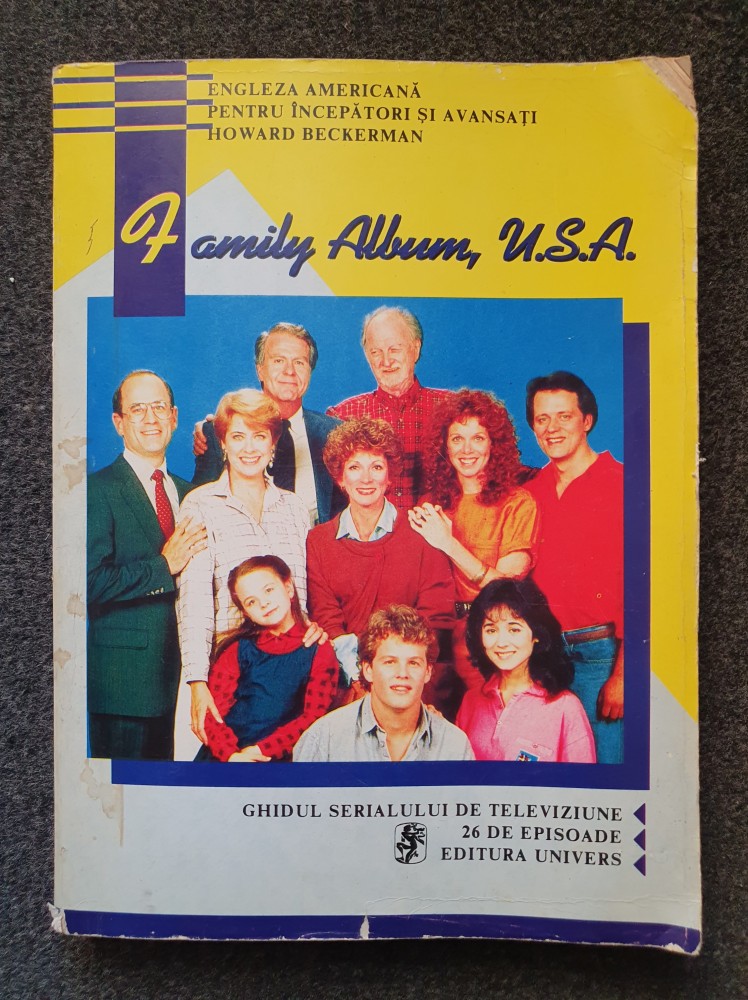 ENGLEZA AMERICANĂ
PENTRU ÎNCEPĂTORI ȘI AVANSAȚI
HOWARD BECKERMAN
Family Album, U.S.A.
GHIDUL SERIALULUI DE TELEVIZIUNE
26 DE EPISOADE
EDITURA UNIVERS